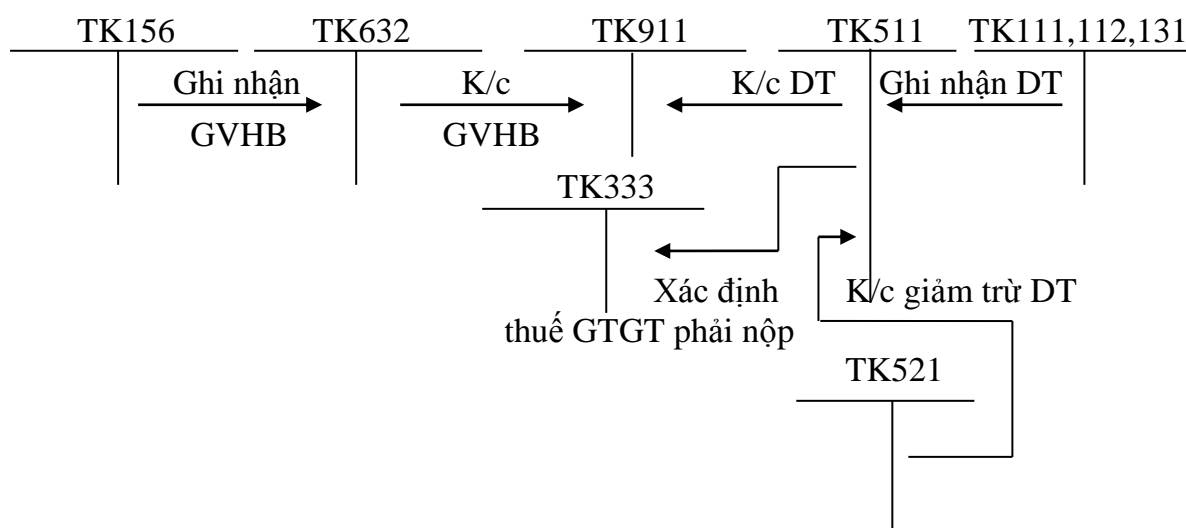 TK156 TK632 TK911 TK511 TK111,112,131
Ghi nhận K/c K/c DT Ghi nhận DT
GVHB GVHB
TK333
Xác định K/c giảm trừ DT
thuế GTGT phải nộp
TK521